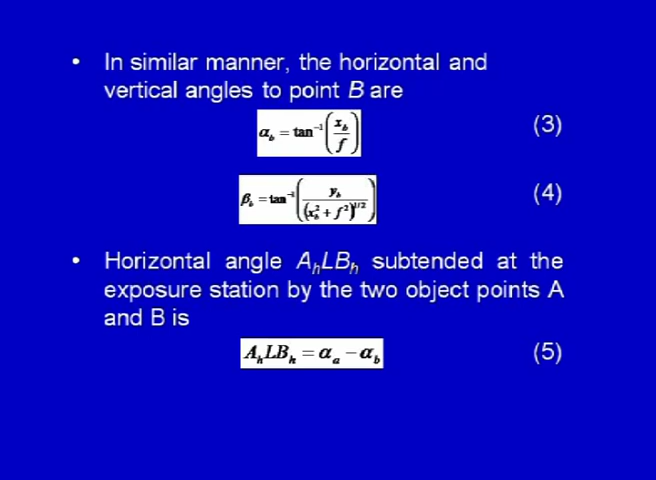 • In similar manner, the horizontal and
vertical angles to point B are
α_b = tan⁻¹(x_b / f) (3)
β_b = tan⁻¹(y_b / (x_b² + f²)^1/2) (4)
• Horizontal angle A_hLB_h subtended at the
exposure station by the two object points A
and B is
A_hLB_h = α_a − α_b (5)